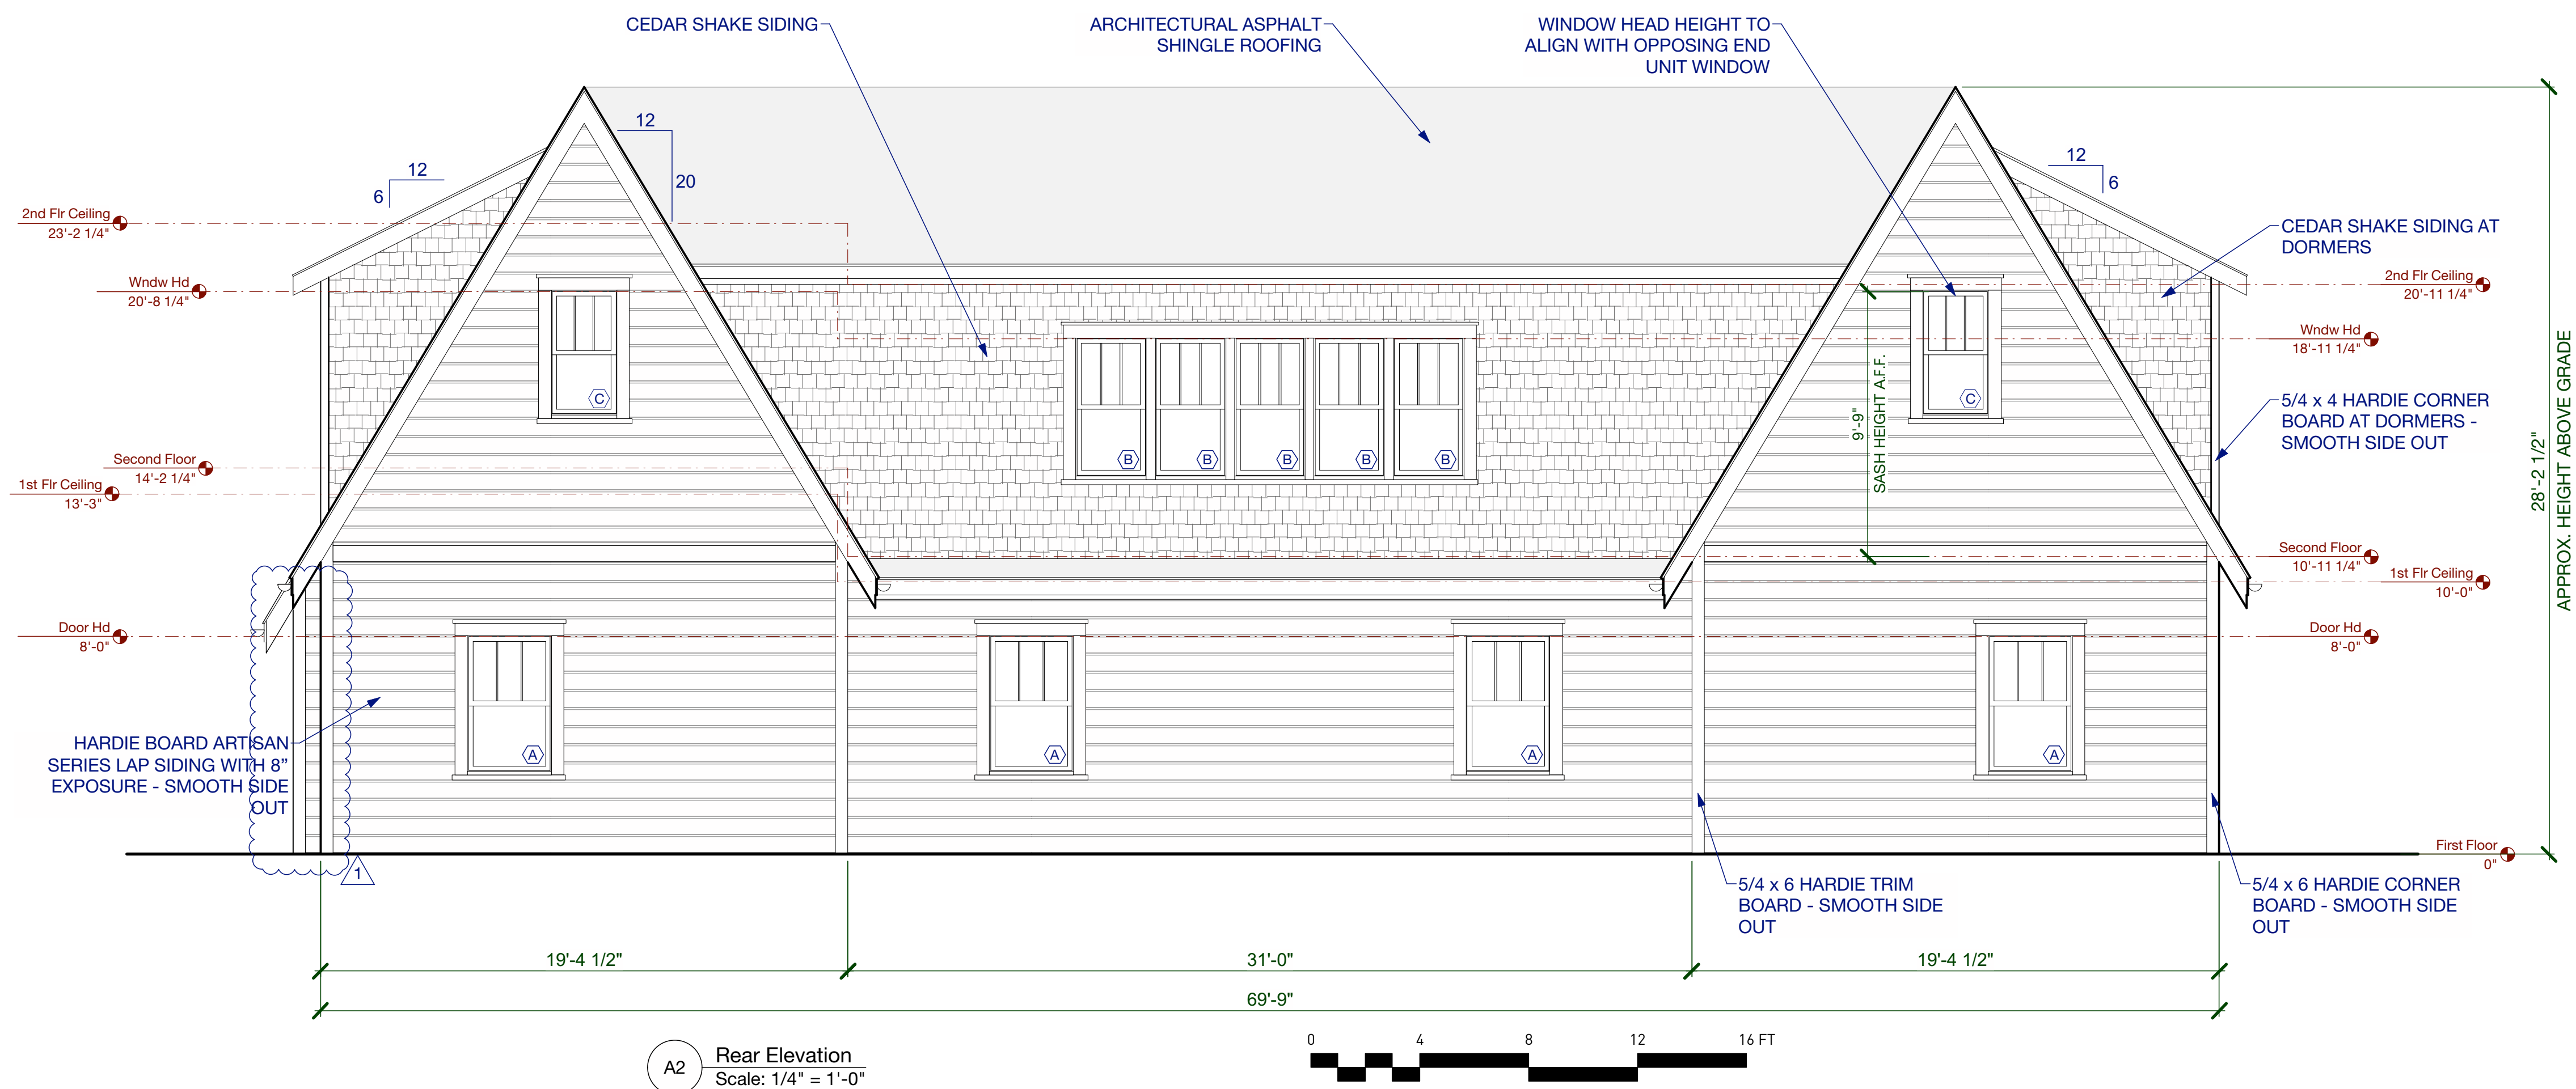 CEDAR SHAKE SIDING
ARCHITECTURAL ASPHALT
SHINGLE ROOFING
WINDOW HEAD HEIGHT TO
ALIGN WITH OPPOSING END
UNIT WINDOW
12
20
12
6
12
6
2nd Flr Ceiling
23'-2 1/4"
Wndw Hd
20'-8 1/4"
Second Floor
14'-2 1/4"
1st Flr Ceiling
13'-3"
Door Hd
8'-0"
HARDIE BOARD ARTISAN
SERIES LAP SIDING WITH 8”
EXPOSURE - SMOOTH SIDE
OUT
1
C
B
B
B
B
B
C
A
A
A
A
9'-9"
SASH HEIGHT A.F.F.
CEDAR SHAKE SIDING AT
DORMERS
2nd Flr Ceiling
20'-11 1/4"
Wndw Hd
18'-11 1/4"
5/4 x 4 HARDIE CORNER
BOARD AT DORMERS -
SMOOTH SIDE OUT
Second Floor
10'-11 1/4"
1st Flr Ceiling
10'-0"
Door Hd
8'-0"
First Floor
0"
28'-2 1/2"
APPROX. HEIGHT ABOVE GRADE
5/4 x 6 HARDIE TRIM
BOARD - SMOOTH SIDE
OUT
5/4 x 6 HARDIE CORNER
BOARD - SMOOTH SIDE
OUT
19'-4 1/2"
31'-0"
19'-4 1/2"
69'-9"
A2
Rear Elevation
Scale: 1/4" = 1'-0"
0 4 8 12 16 FT